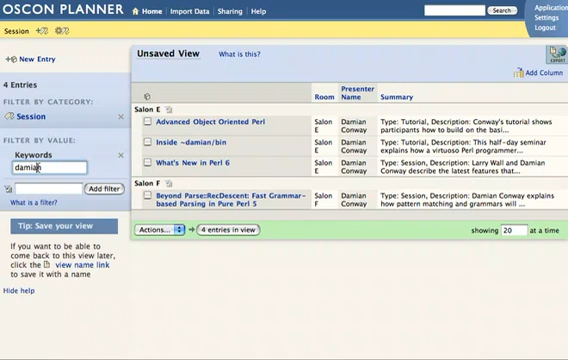 OSCON PLANNER
Home Import Data Sharing Help
Search
Application
Settings
Logout
Session
New Entry
4 Entries
FILTER BY CATEGORY:
Session
FILTER BY VALUE:
Keywords
damian
Add filter
What is a filter?
Tip: Save your view
If you want to be able to
come back to this view later,
click the view name link
to save it with a name
Hide help
Unsaved View What is this?
EXPORT
Add Column
Room Presenter Name Summary
Salon E
Advanced Object Oriented Perl
Salon E
Damian Conway
Type: Tutorial, Description: Conway's tutorial shows
participants how to build on the basi...
Inside ~damian/bin
Salon E
Damian Conway
Type: Tutorial, Description: This half-day seminar
explains how a virtuoso Perl programmer...
What's New in Perl 6
Salon E
Damian Conway
Type: Session, Description: Larry Wall and Damian
Conway describe the latest features that...
Salon F
Beyond Parse::RecDescent: Fast Grammar-
based Parsing in Pure Perl 5
Salon F
Damian Conway
Type: Session, Description: Damian Conway explains
how pattern matching and grammars will ...
Actions... 4 entries in view showing 20 at a time